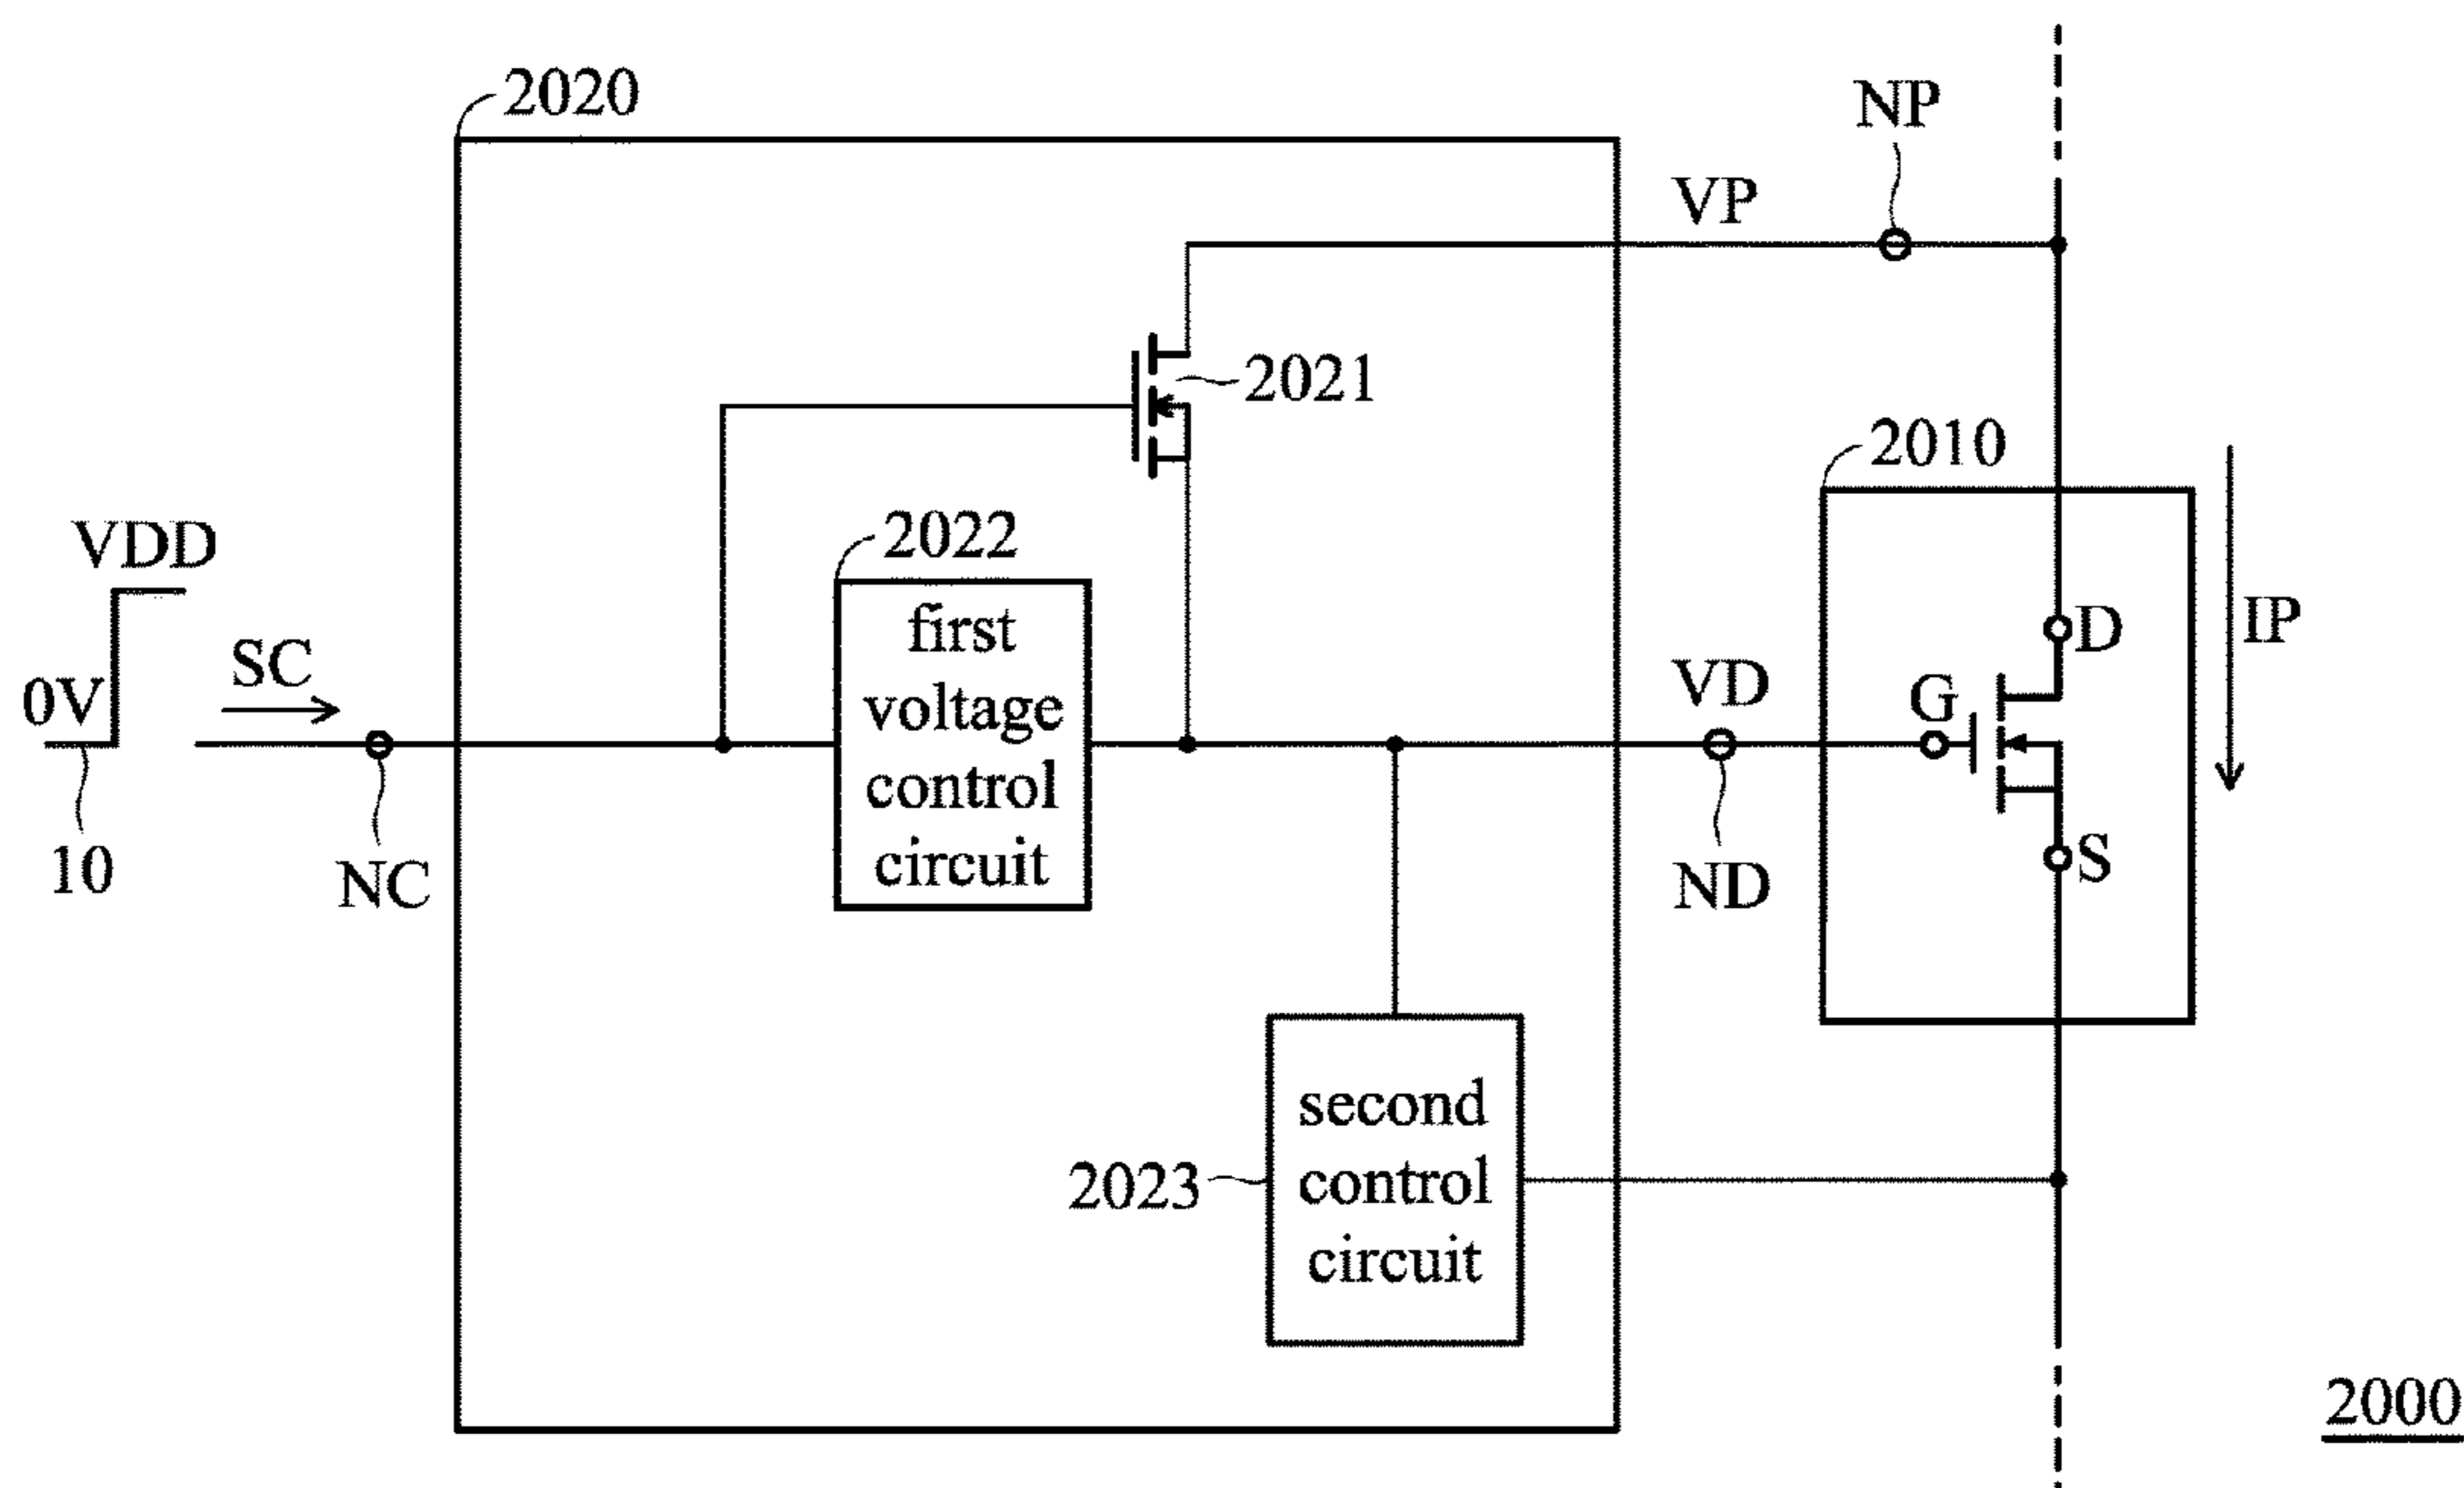 2020
NP
VP
2021
2010
2022
VDD
first
voltage
control
circuit
IP
D
SC
VD
G
0V
S
10
NC
ND
second
control
circuit
2023
2000